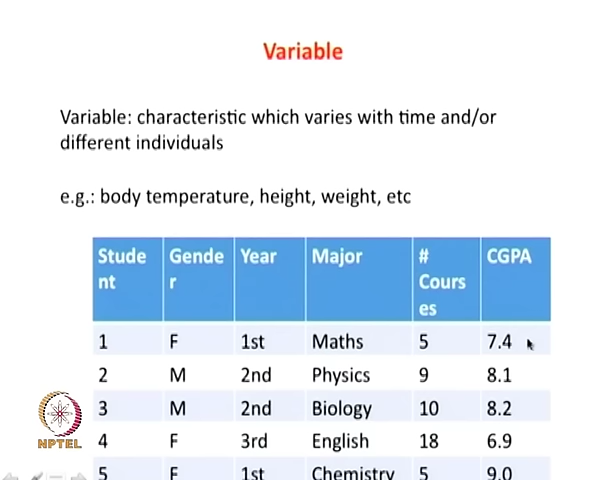 Variable
Variable: characteristic which varies with time and/or
different individuals
e.g.: body temperature, height, weight, etc
Stude
nt Gende
r Year Major #
Cours
es CGPA
1 F 1st Maths 5 7.4
2 M 2nd Physics 9 8.1
3 M 2nd Biology 10 8.2
4 F 3rd English 18 6.9
5 F 1st Chemistry 5 9.0
NPTEL